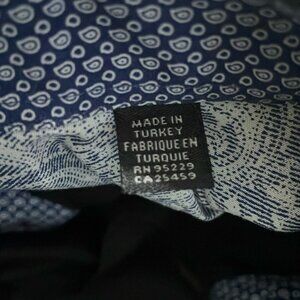 MADE IN
TURKEY
FABRIQUE EN
TURQUIE
RN 95229
CA 25459